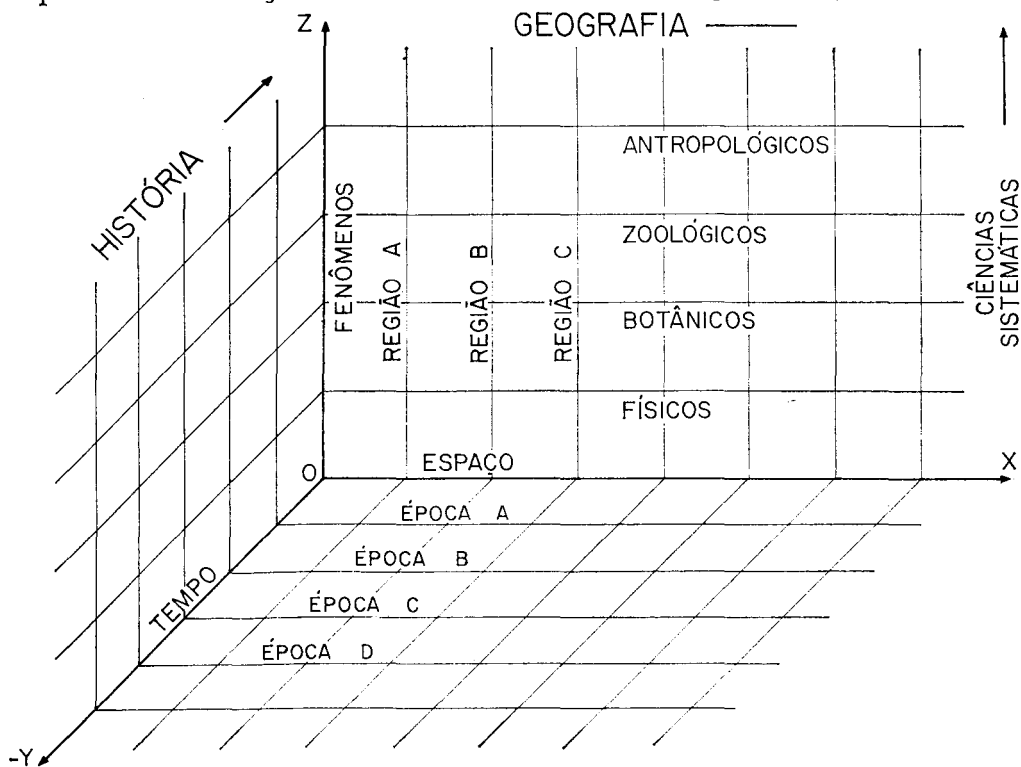 GEOGRAFIA
Z
HISTÓRIA
ANTROPOLÓGICOS
ZOOLÓGICOS
BOTÂNICOS
FÍSICOS
FENÔMENOS
REGIÃO A
REGIÃO B
REGIÃO C
CIÊNCIAS
SISTEMÁTICAS
O
ESPAÇO
X
ÉPOCA A
ÉPOCA B
ÉPOCA C
ÉPOCA D
TEMPO
-Y